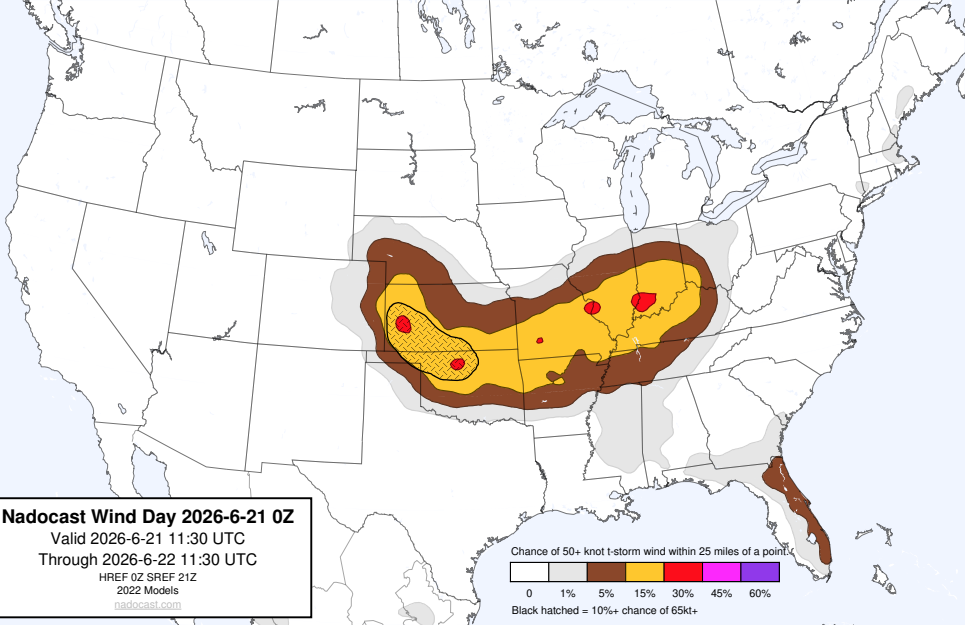 Nadocast Wind Day 2026-6-21 0Z
Valid 2026-6-21 11:30 UTC
Through 2026-6-22 11:30 UTC
HREF 0Z SREF 21Z
2022 Models
nadocast.com
Chance of 50+ knot t-storm wind within 25 miles of a point.
0 1% 5% 15% 30% 45% 60%
Black hatched = 10%+ chance of 65kt+